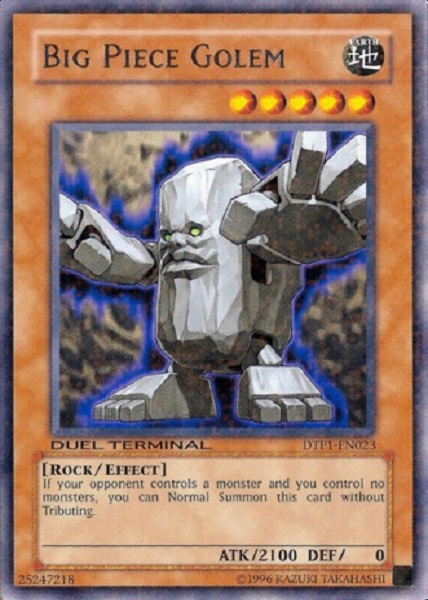 BIG PIECE GOLEM
EARTH
地
DUEL TERMINAL DTP1-EN023
[ROCK/EFFECT]
If your opponent controls a monster and you control no
monsters, you can Normal Summon this card without
Tributing.
ATK/2100 DEF/ 0
25247218 ©1996 KAZUKI TAKAHASHI